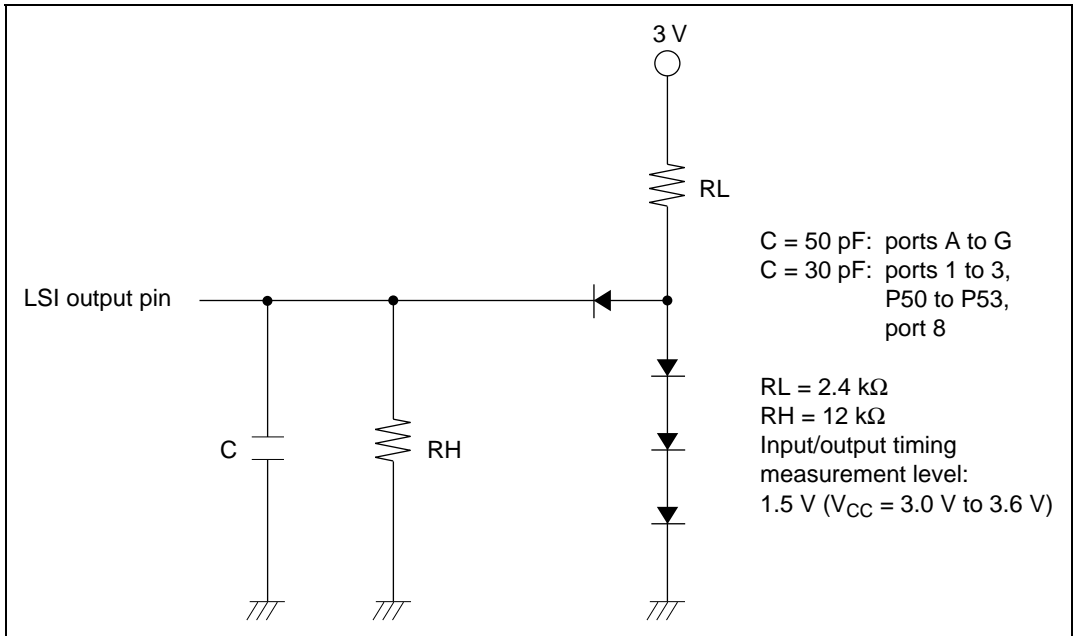 3 V
RL
C = 50 pF: ports A to G
C = 30 pF: ports 1 to 3,
P50 to P53,
port 8
LSI output pin
RL = 2.4 kΩ
RH = 12 kΩ
C
RH
Input/output timing
measurement level:
1.5 V (VCC = 3.0 V to 3.6 V)